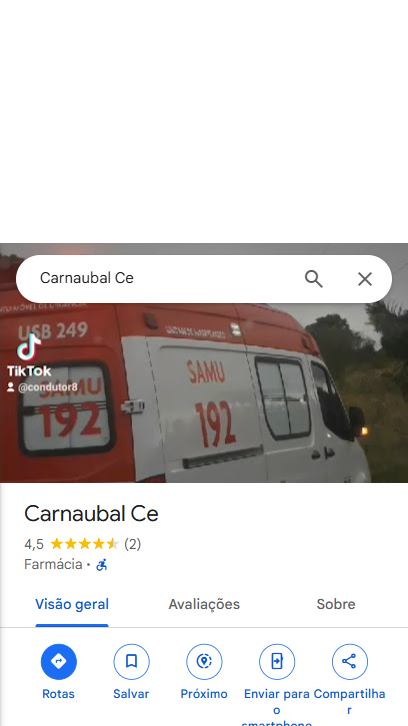 Carnaubal Ce
USB 249
TikTok
@condutor8
SAMU
192
SAMU
192
Carnaubal Ce
4,5 (2)
Farmácia ·
Visão geral
Avaliações
Sobre
Rotas
Salvar
Próximo
Enviar para
o
smartphone
Compartilha
r